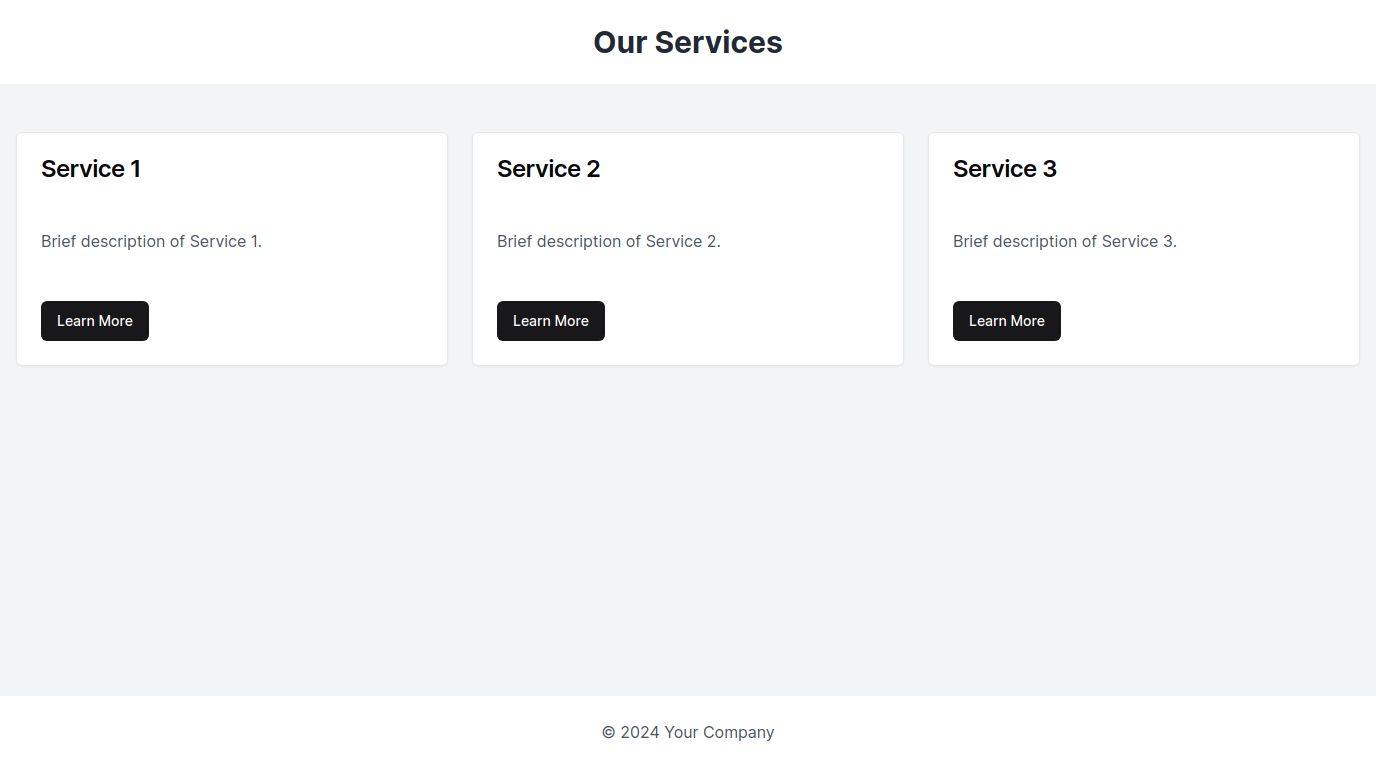 Our Services
Service 1
Brief description of Service 1.
Learn More
Service 2
Brief description of Service 2.
Learn More
Service 3
Brief description of Service 3.
Learn More
© 2024 Your Company